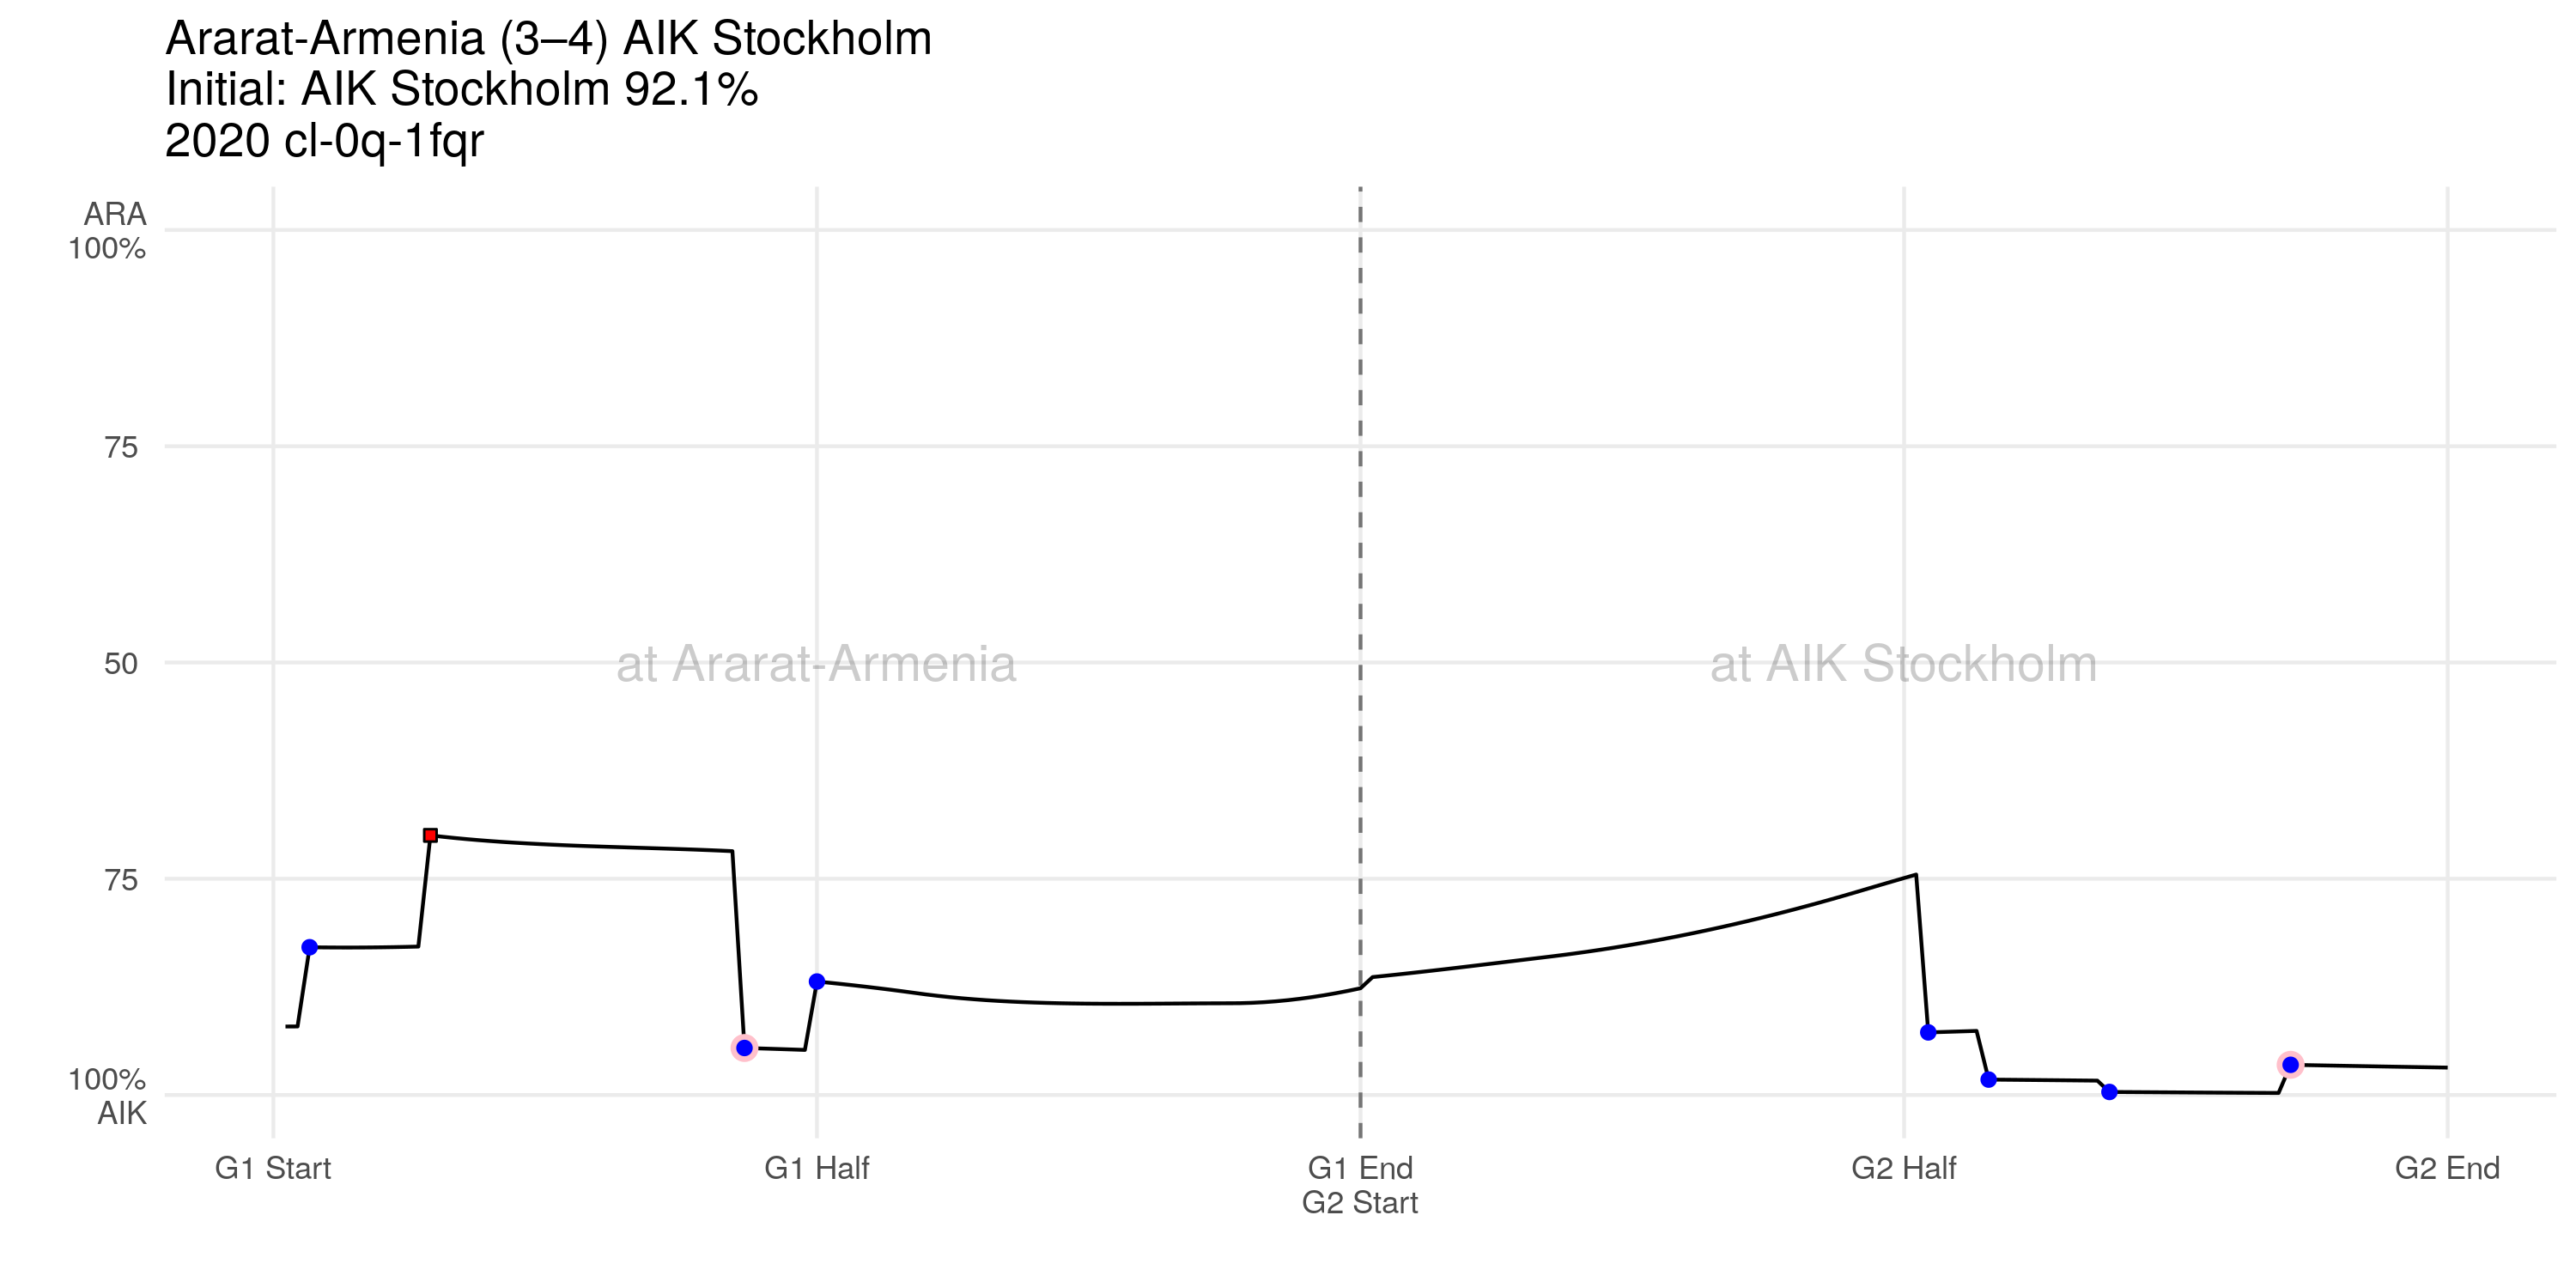 Ararat-Armenia (3–4) AIK Stockholm
Initial: AIK Stockholm 92.1%
2020 cl-0q-1fqr
ARA
100%
75
50
75
100%
AIK
at Ararat-Armenia
at AIK Stockholm
G1 Start
G1 Half
G1 End
G2 Start
G2 Half
G2 End